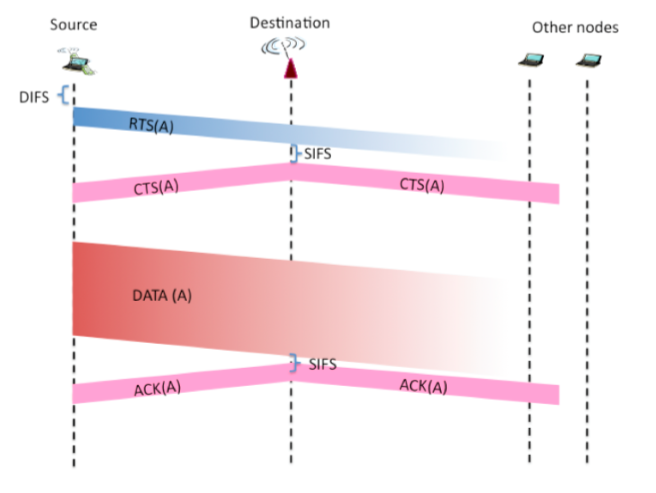 Source
Destination
Other nodes
DIFS
RTS(A)
SIFS
CTS(A)
CTS(A)
DATA (A)
SIFS
ACK(A)
ACK(A)